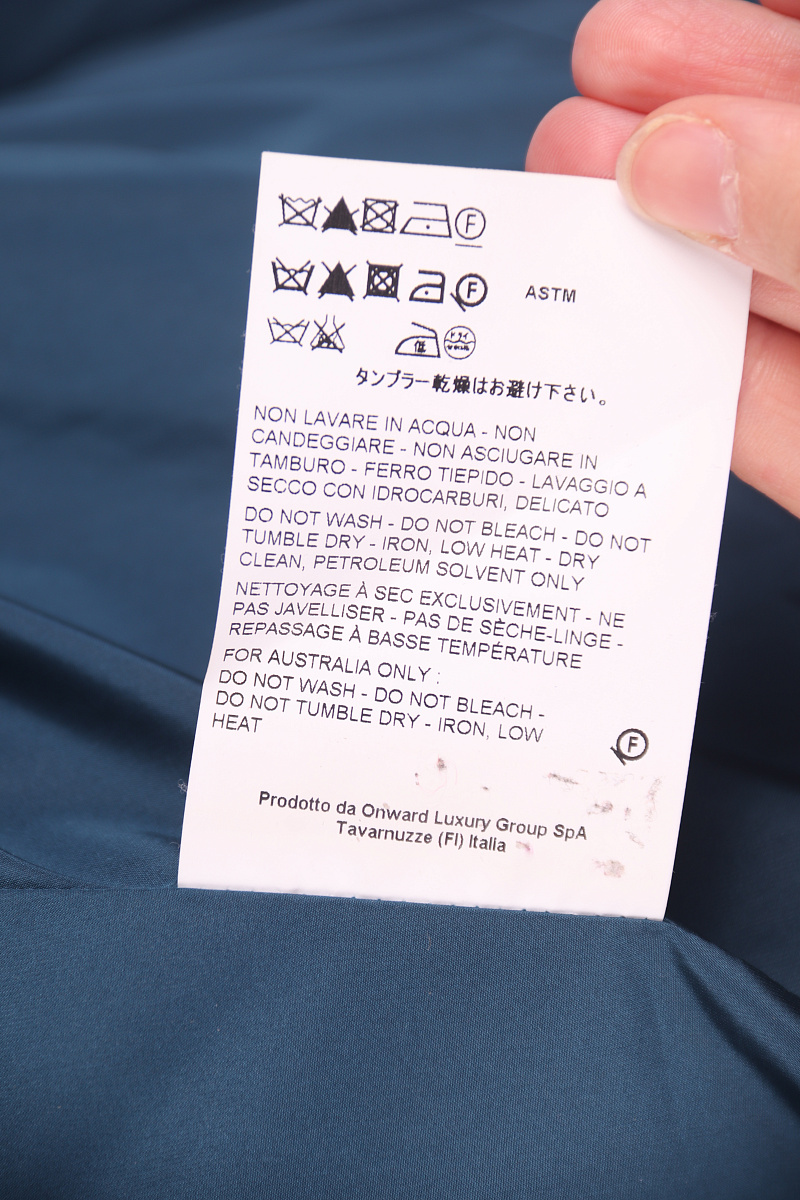 F
F ASTM
低 ドライ
タンブラー乾燥はお避け下さい。
NON LAVARE IN ACQUA - NON
CANDEGGIARE - NON ASCIUGARE IN
TAMBURO - FERRO TIEPIDO - LAVAGGIO A
SECCO CON IDROCARBURI, DELICATO
DO NOT WASH - DO NOT BLEACH - DO NOT
TUMBLE DRY - IRON, LOW HEAT - DRY
CLEAN, PETROLEUM SOLVENT ONLY
NETTOYAGE À SEC EXCLUSIVEMENT - NE
PAS JAVELLISER - PAS DE SÈCHE-LINGE -
REPASSAGE À BASSE TEMPÉRATURE
FOR AUSTRALIA ONLY :
DO NOT WASH - DO NOT BLEACH -
DO NOT TUMBLE DRY - IRON, LOW
HEAT
F
Prodotto da Onward Luxury Group SpA
Tavarnuzze (FI) Italia